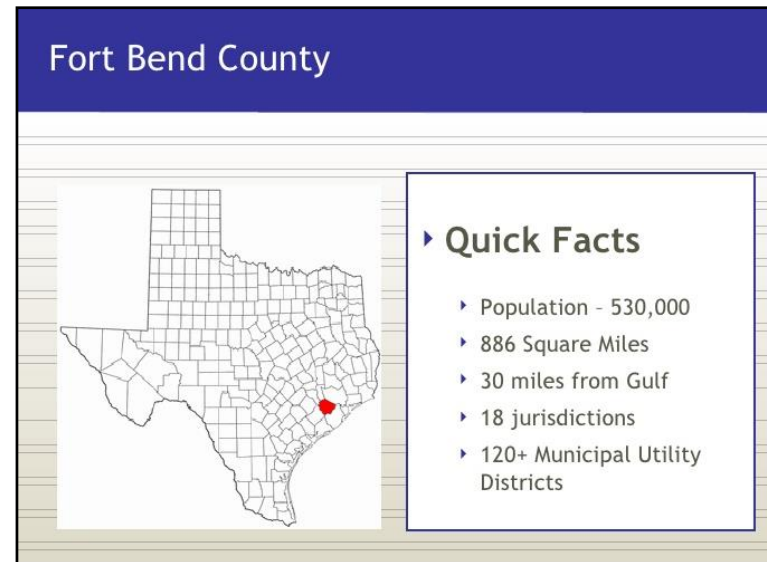 Fort Bend County
Quick Facts
Population – 530,000
886 Square Miles
30 miles from Gulf
18 jurisdictions
120+ Municipal Utility
Districts